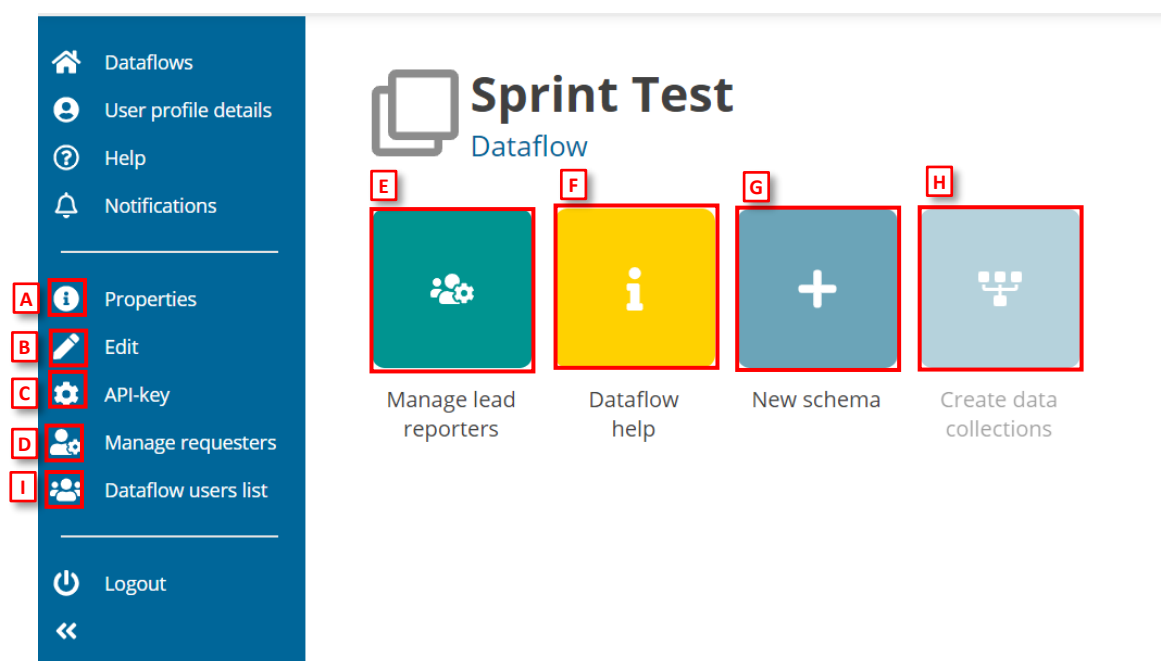 Dataflows
User profile details
Help
Notifications
A Properties
B Edit
C API-key
D Manage requesters
I Dataflow users list
Logout
Sprint Test
Dataflow
E F G H
Manage lead
reporters
Dataflow
help
New schema
Create data
collections